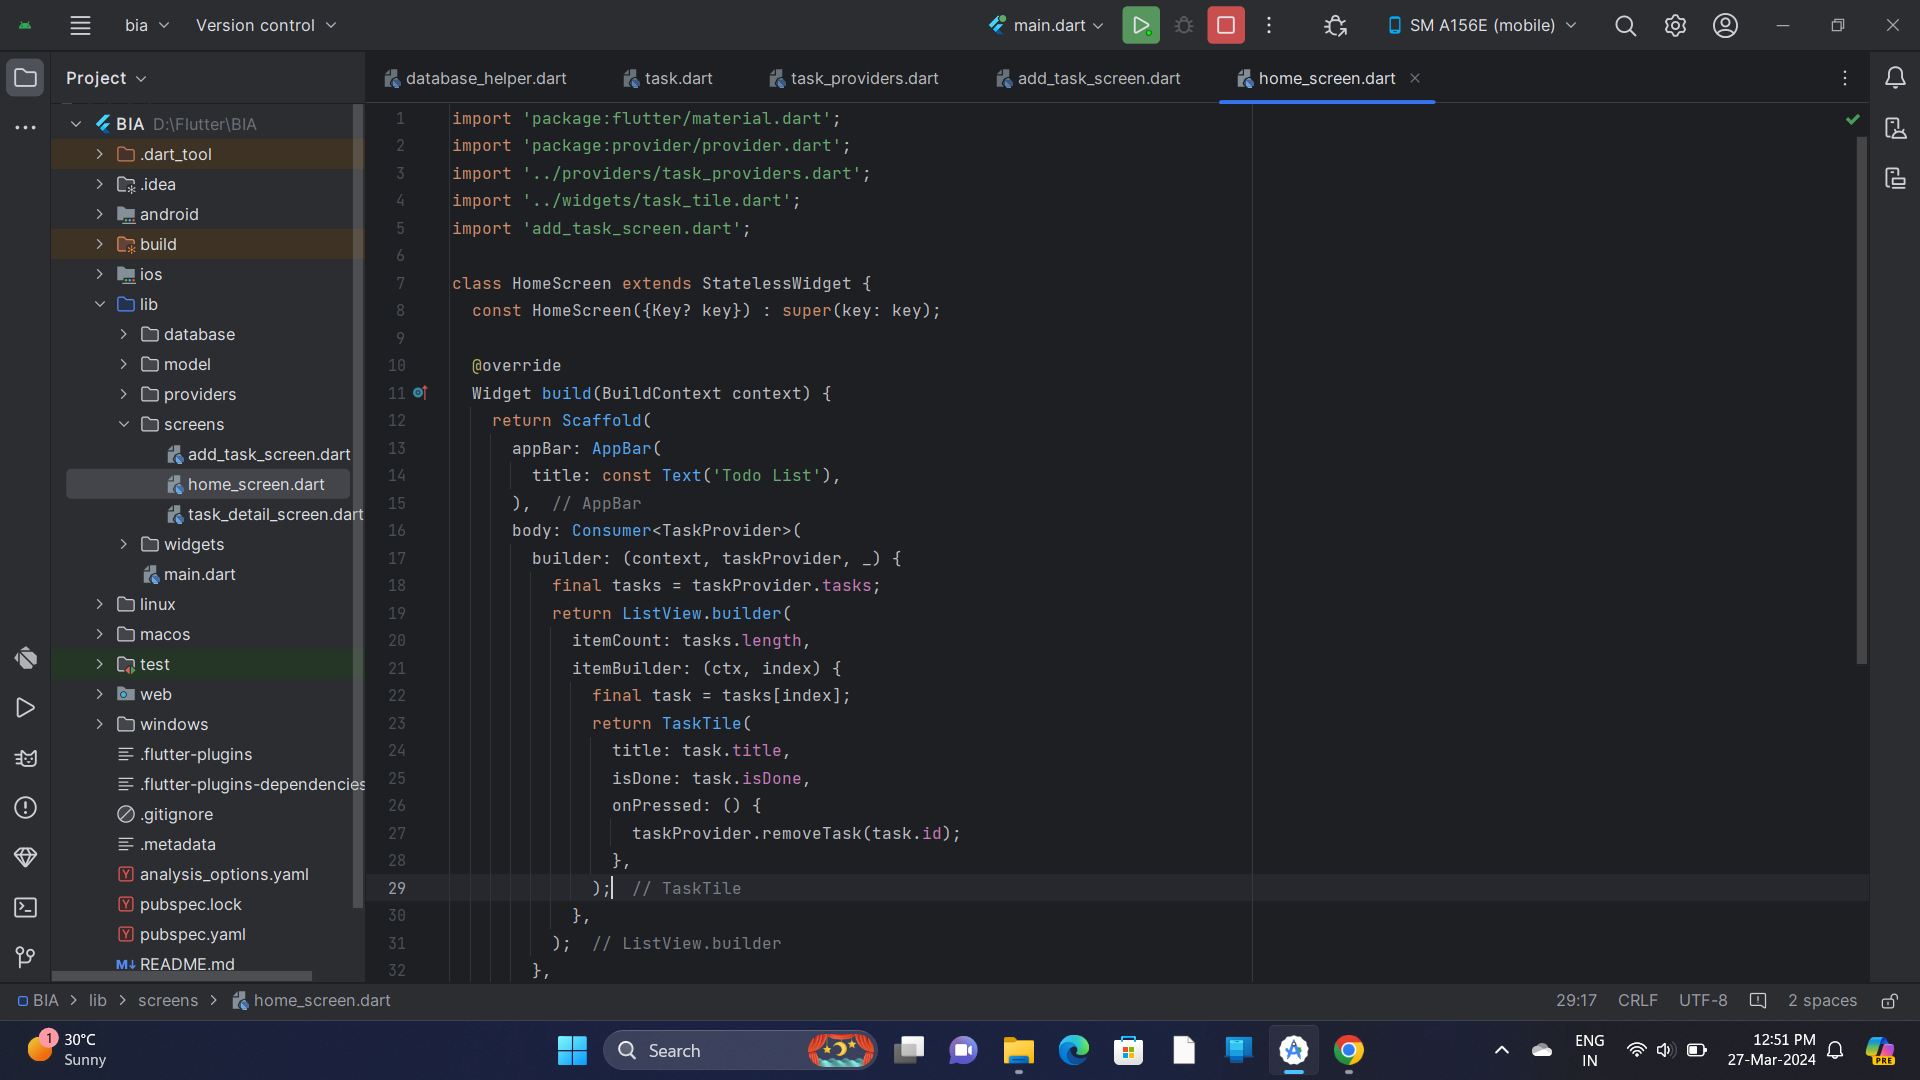 bia
Version control
main.dart
SM A156E (mobile)
Project
database_helper.dart
task.dart
task_providers.dart
add_task_screen.dart
home_screen.dart
BIA D:\Flutter\BIA
.dart_tool
.idea
android
build
ios
lib
database
model
providers
screens
add_task_screen.dart
home_screen.dart
task_detail_screen.dart
widgets
main.dart
linux
macos
test
web
windows
.flutter-plugins
.flutter-plugins-dependencies
.gitignore
.metadata
analysis_options.yaml
pubspec.lock
pubspec.yaml
M↓ README.md
1 import 'package:flutter/material.dart';
2 import 'package:provider/provider.dart';
3 import '../providers/task_providers.dart';
4 import '../widgets/task_tile.dart';
5 import 'add_task_screen.dart';
6
7 class HomeScreen extends StatelessWidget {
8 const HomeScreen({Key? key}) : super(key: key);
9
10 @override
11 Widget build(BuildContext context) {
12 return Scaffold(
13 appBar: AppBar(
14 title: const Text('Todo List'),
15 ), // AppBar
16 body: Consumer<TaskProvider>(
17 builder: (context, taskProvider, _) {
18 final tasks = taskProvider.tasks;
19 return ListView.builder(
20 itemCount: tasks.length,
21 itemBuilder: (ctx, index) {
22 final task = tasks[index];
23 return TaskTile(
24 title: task.title,
25 isDone: task.isDone,
26 onPressed: () {
27 taskProvider.removeTask(task.id);
28 },
29 ); // TaskTile
30 },
31 ); // ListView.builder
32 },
BIA > lib > screens > home_screen.dart
29:17 CRLF UTF-8 2 spaces
1
30°C
Sunny
Search
ENG
IN
12:51 PM
27-Mar-2024
PRE